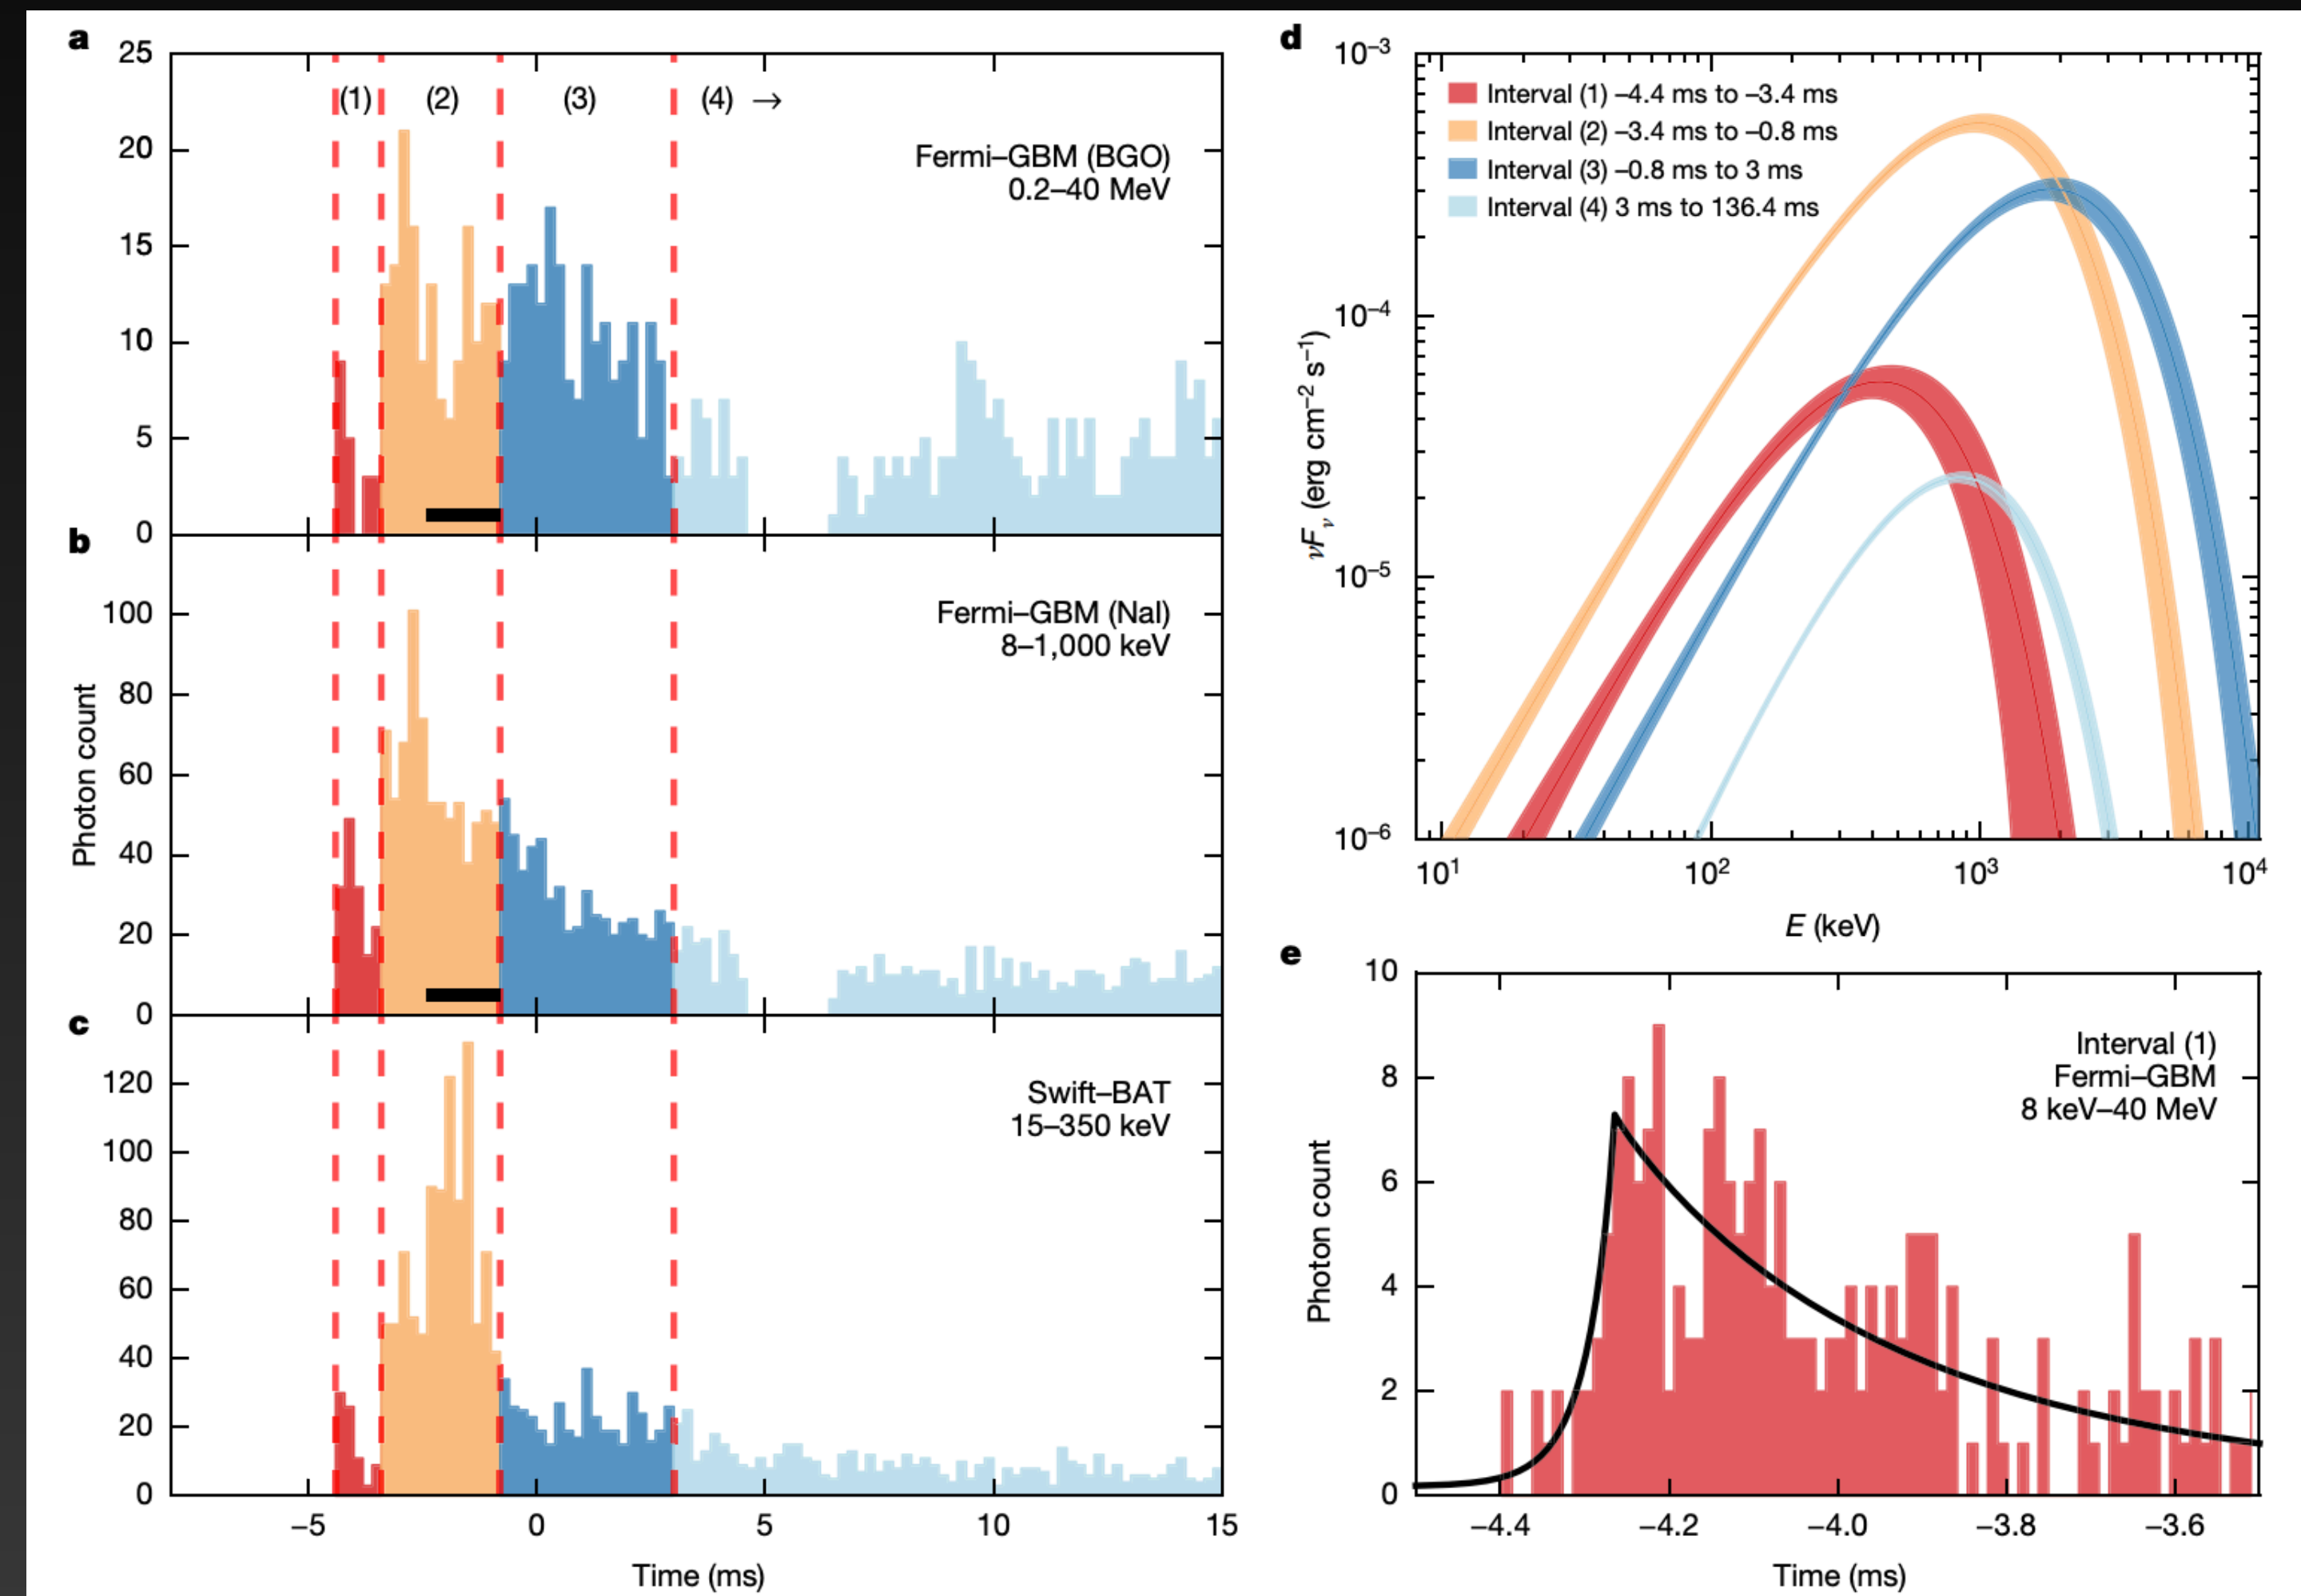 a
25
20
15
10
5
0
(1)
(2)
(3)
(4) →
Fermi–GBM (BGO)
0.2–40 MeV
b
100
80
60
40
20
0
Photon count
Fermi–GBM (NaI)
8–1,000 keV
c
120
100
80
60
40
20
0
Swift–BAT
15–350 keV
–5
0
5
10
15
Time (ms)
d
10⁻³
10⁻⁴
10⁻⁵
10⁻⁶
νFν (erg cm⁻² s⁻¹)
Interval (1) –4.4 ms to –3.4 ms
Interval (2) –3.4 ms to –0.8 ms
Interval (3) –0.8 ms to 3 ms
Interval (4) 3 ms to 136.4 ms
10¹
10²
10³
10⁴
E (keV)
e
10
8
6
4
2
0
Photon count
Interval (1)
Fermi–GBM
8 keV–40 MeV
–4.4
–4.2
–4.0
–3.8
–3.6
Time (ms)